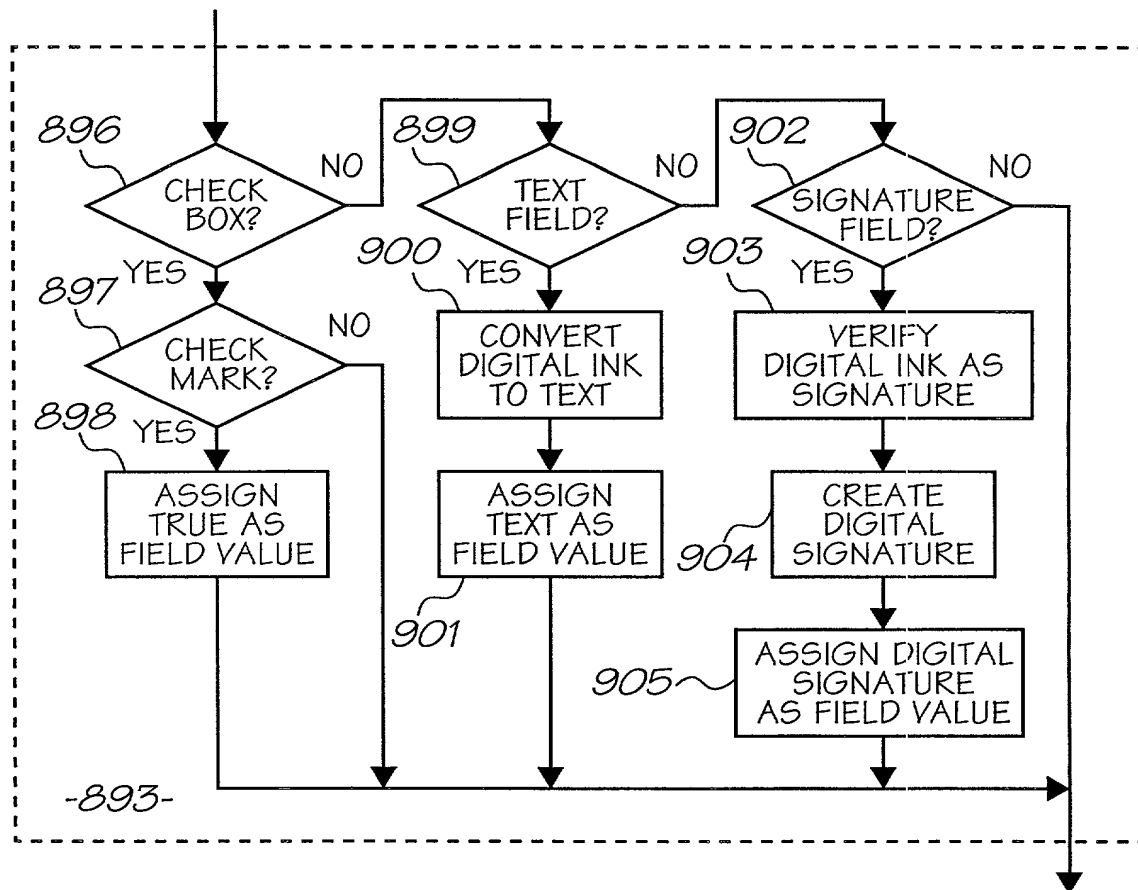 896
CHECK
BOX?
NO
YES
897
CHECK
MARK?
NO
YES
898
ASSIGN
TRUE AS
FIELD VALUE
899
TEXT
FIELD?
NO
YES
900
CONVERT
DIGITAL INK
TO TEXT
ASSIGN
TEXT AS
FIELD VALUE
901
902
SIGNATURE
FIELD?
NO
YES
903
VERIFY
DIGITAL INK AS
SIGNATURE
CREATE
DIGITAL
SIGNATURE
904
ASSIGN DIGITAL
SIGNATURE
AS FIELD VALUE
905
-893-